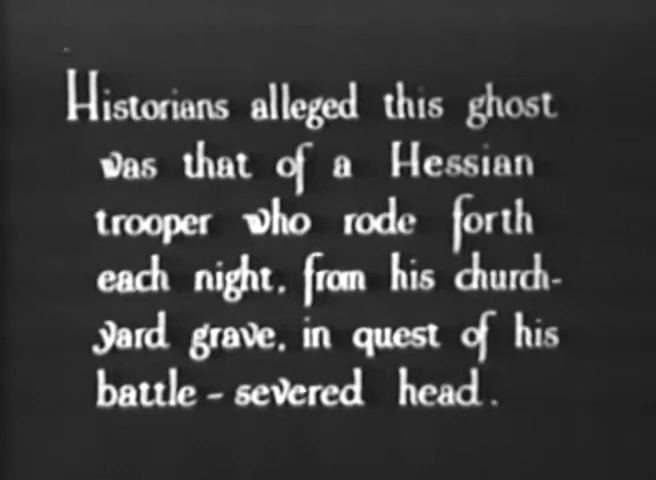 Historians alleged this ghost
was that of a Hessian
trooper who rode forth
each night, from his church-
yard grave, in quest of his
battle-severed head.